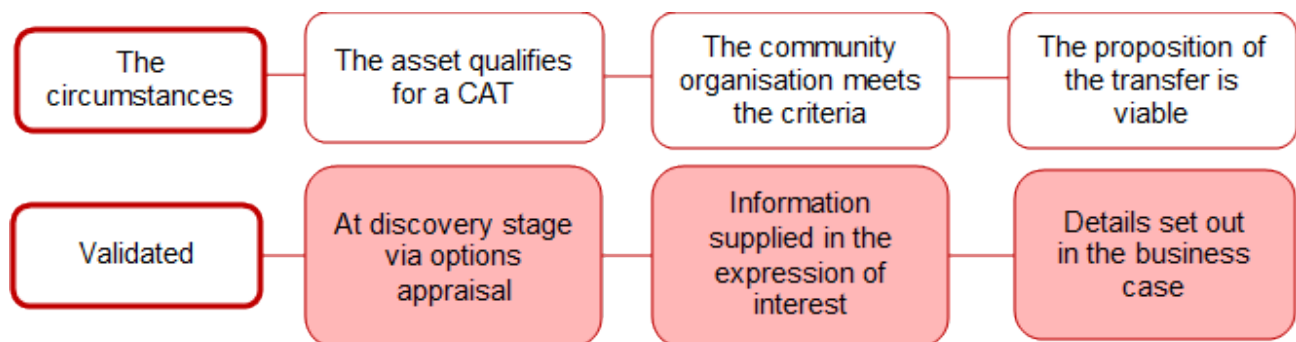 The
circumstances
The asset qualifies
for a CAT
The community
organisation meets
the criteria
The proposition of
the transfer is
viable
Validated
At discovery stage
via options
appraisal
Information
supplied in the
expression of
interest
Details set out
in the business
case